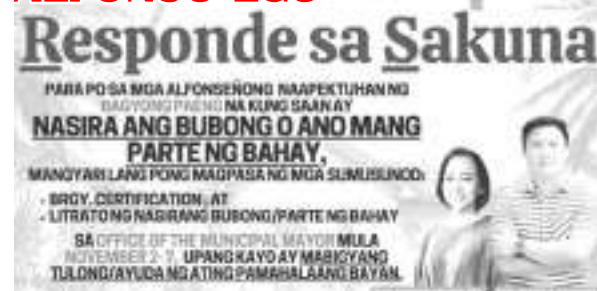 ALFONSO LGU
Responde sa Sakuna
PARA PO SA MGA ALFONSEÑONG NAAPEKTUHAN NG
BAGYONG PAENG NA KUNG SAAN AY
NASIRA ANG BUBONG O ANO MANG
PARTE NG BAHAY,
MANGYARI LANG PONG MAGPASA NG MGA SUMUSUNOD:
- BRGY. CERTIFICATION, AT
- LITRATO NG NASIRANG BUBONG/PARTE NG BAHAY
SA OFFICE OF THE MUNICIPAL MAYOR MULA
NOVEMBER 2-7, UPANG KAYO AY MABIGYANG
TULONG/AYUDA NG ATING PAMAHALAANG BAYAN.